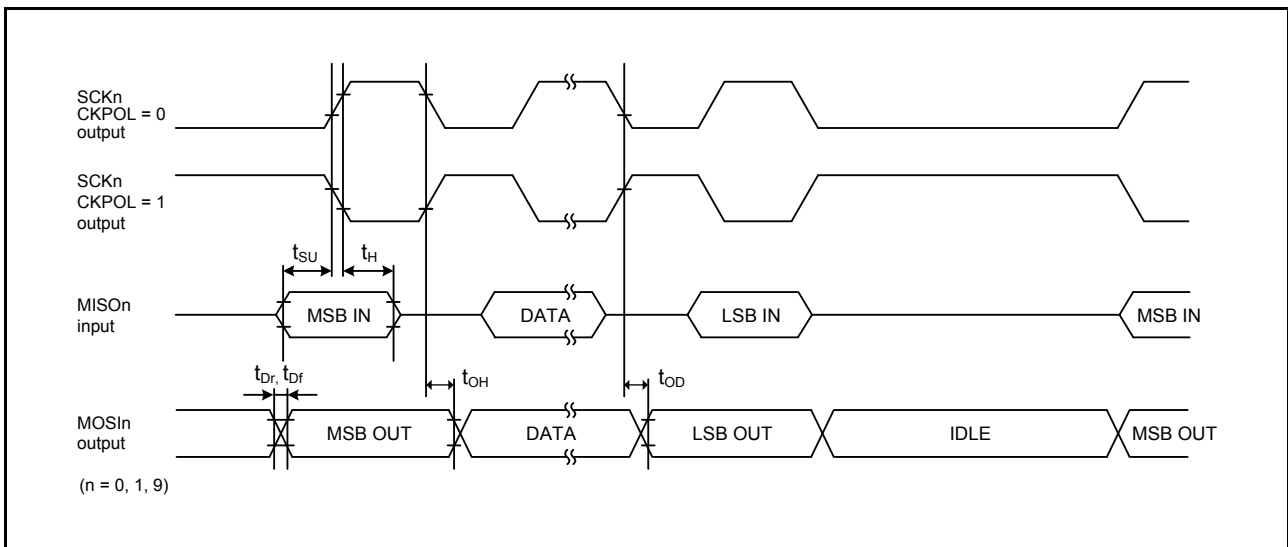 SCKn
CKPOL = 0
output
SCKn
CKPOL = 1
output
tSU
tH
MISOn
input
MSB IN
DATA
LSB IN
MSB IN
tDr, tDf
tOH
tOD
MOSIn
output
MSB OUT
DATA
LSB OUT
IDLE
MSB OUT
(n = 0, 1, 9)